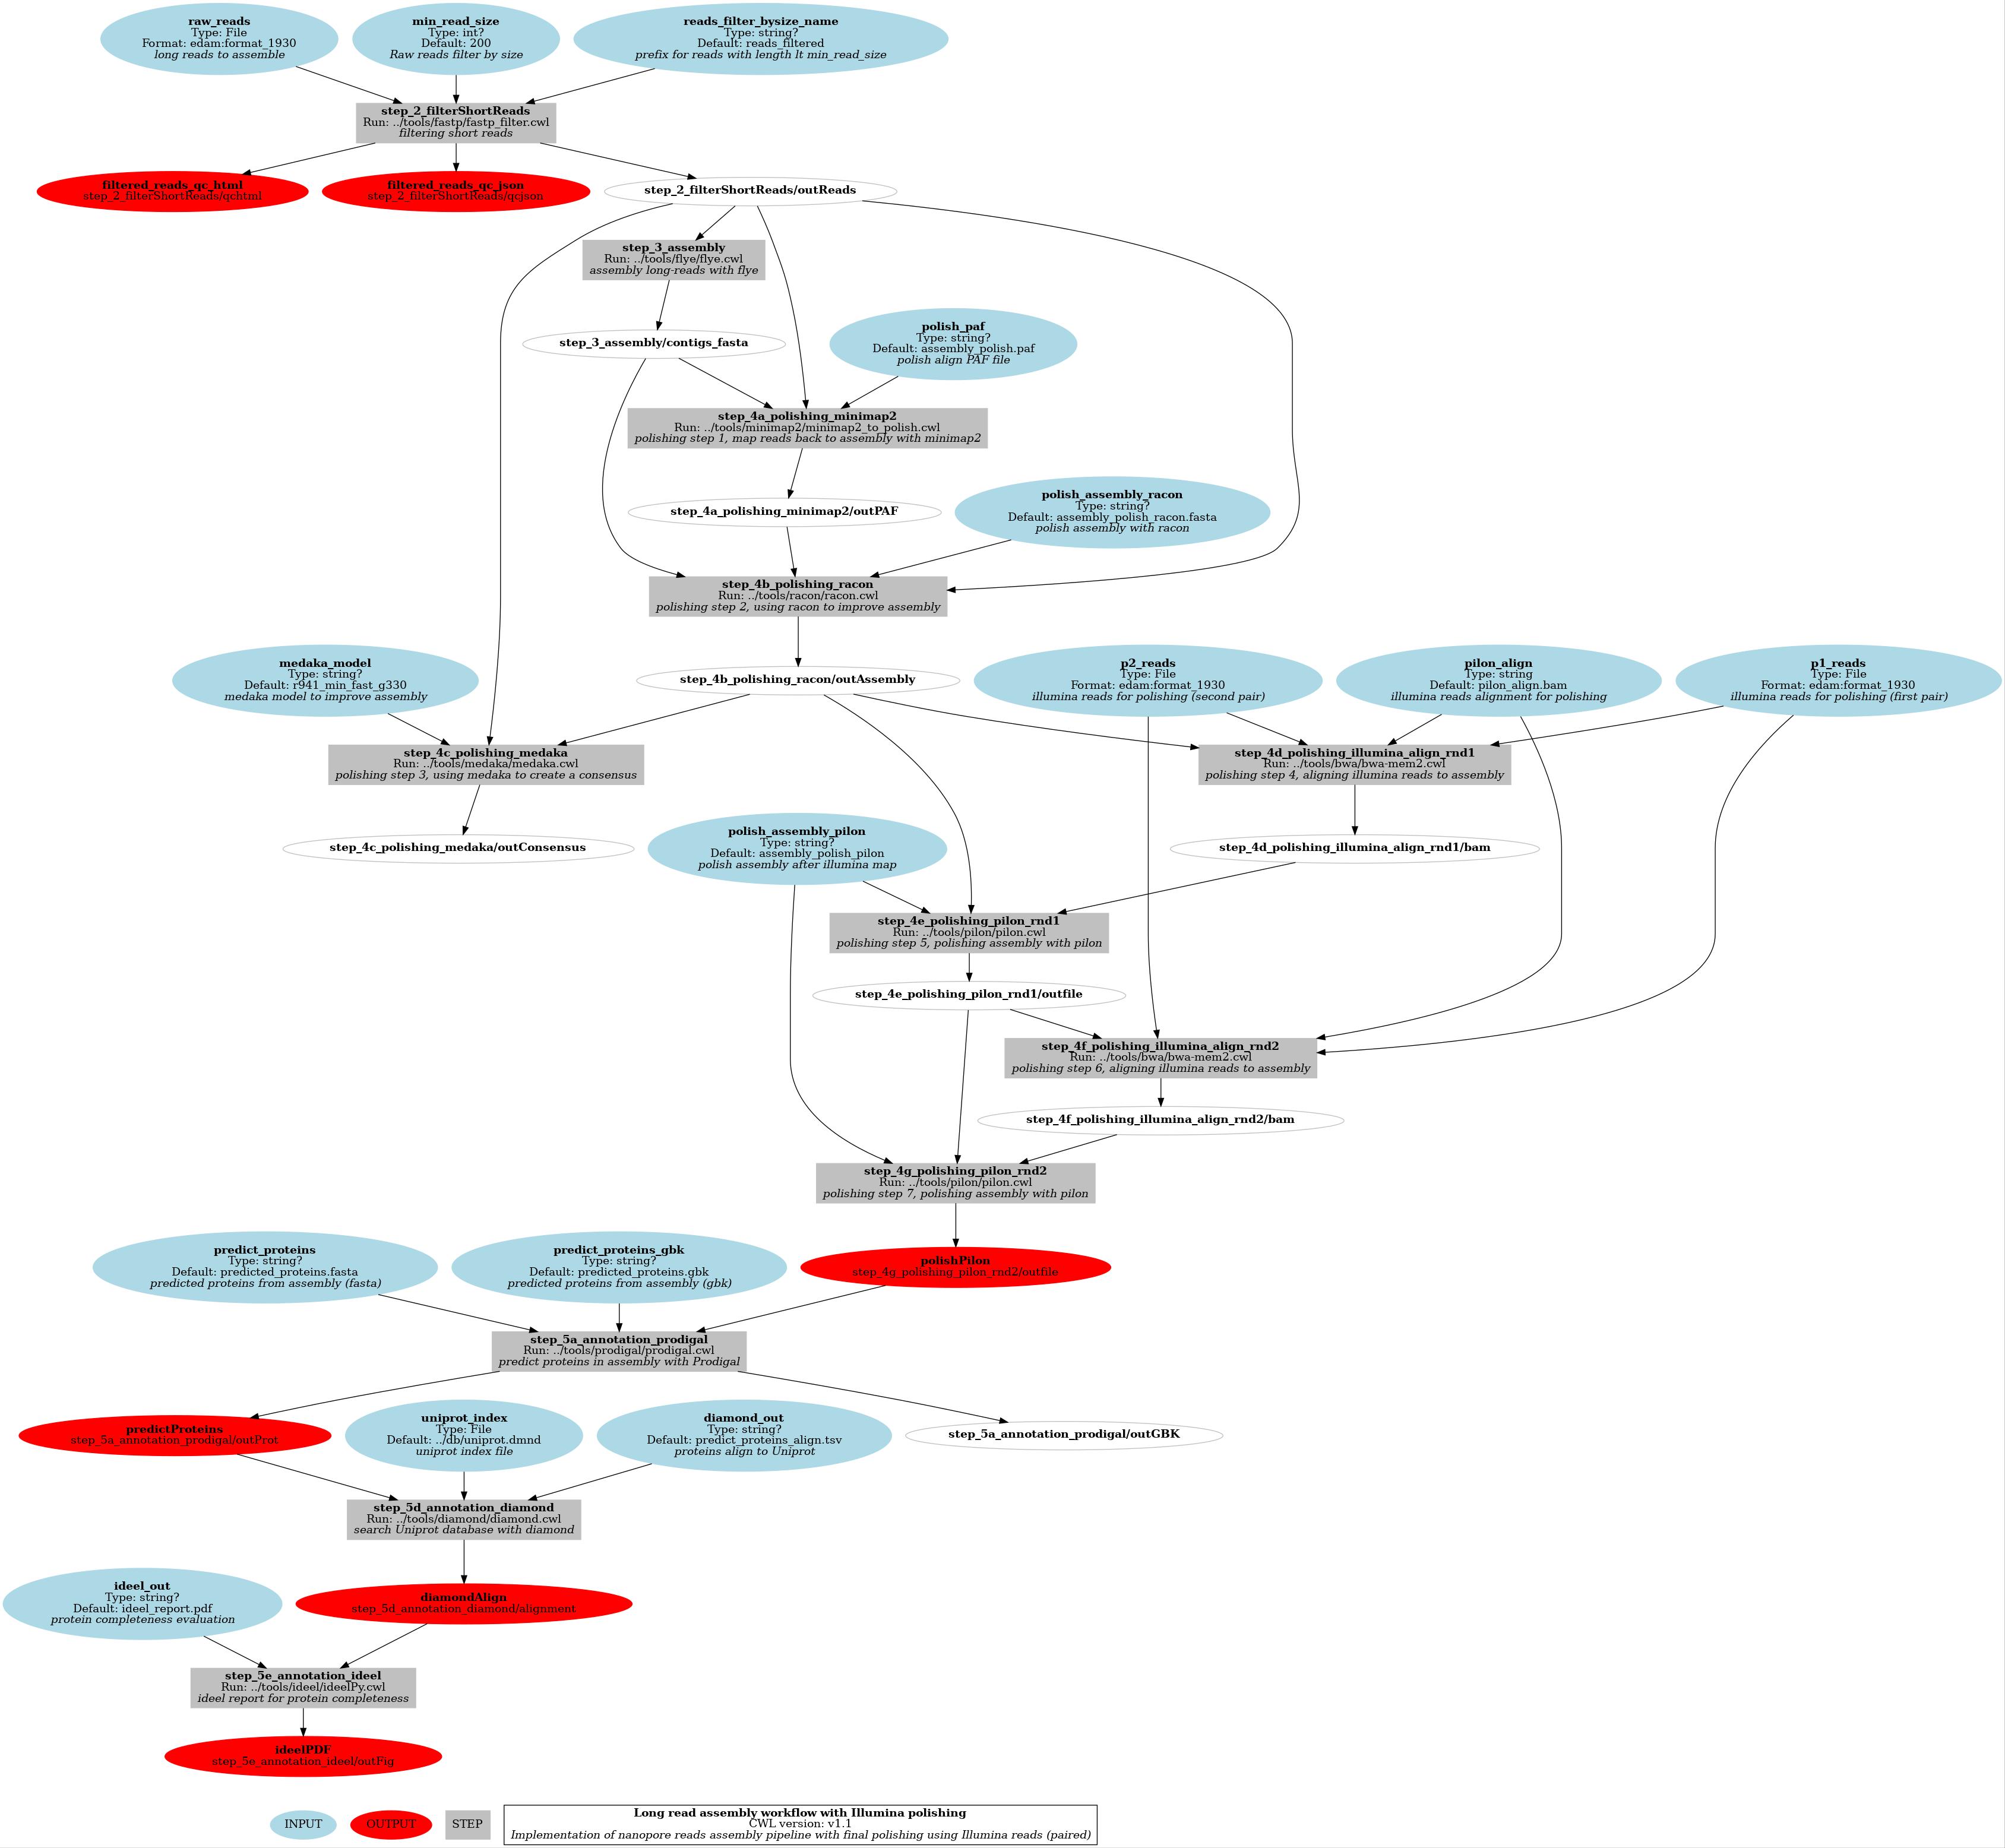 raw_reads
Type: File
Format: edam:format_1930
long reads to assemble
min_read_size
Type: int?
Default: 200
Raw reads filter by size
reads_filter_bysize_name
Type: string?
Default: reads_filtered
prefix for reads with length lt min_read_size
step_2_filterShortReads
Run: ../tools/fastp/fastp_filter.cwl
filtering short reads
filtered_reads_qc_html
step_2_filterShortReads/qchtml
filtered_reads_qc_json
step_2_filterShortReads/qcjson
step_2_filterShortReads/outReads
step_3_assembly
Run: ../tools/flye/flye.cwl
assembly long-reads with flye
step_3_assembly/contigs_fasta
polish_paf
Type: string?
Default: assembly_polish.paf
polish align PAF file
step_4a_polishing_minimap2
Run: ../tools/minimap2/minimap2_to_polish.cwl
polishing step 1, map reads back to assembly with minimap2
step_4a_polishing_minimap2/outPAF
polish_assembly_racon
Type: string?
Default: assembly_polish_racon.fasta
polish assembly with racon
step_4b_polishing_racon
Run: ../tools/racon/racon.cwl
polishing step 2, using racon to improve assembly
medaka_model
Type: string?
Default: r941_min_fast_g330
medaka model to improve assembly
step_4b_polishing_racon/outAssembly
p2_reads
Type: File
Format: edam:format_1930
illumina reads for polishing (second pair)
pilon_align
Type: string
Default: pilon_align.bam
illumina reads alignment for polishing
p1_reads
Type: File
Format: edam:format_1930
illumina reads for polishing (first pair)
step_4c_polishing_medaka
Run: ../tools/medaka/medaka.cwl
polishing step 3, using medaka to create a consensus
step_4d_polishing_illumina_align_rnd1
Run: ../tools/bwa/bwa-mem2.cwl
polishing step 4, aligning illumina reads to assembly
step_4c_polishing_medaka/outConsensus
polish_assembly_pilon
Type: string?
Default: assembly_polish_pilon
polish assembly after illumina map
step_4d_polishing_illumina_align_rnd1/bam
step_4e_polishing_pilon_rnd1
Run: ../tools/pilon/pilon.cwl
polishing step 5, polishing assembly with pilon
step_4e_polishing_pilon_rnd1/outfile
step_4f_polishing_illumina_align_rnd2
Run: ../tools/bwa/bwa-mem2.cwl
polishing step 6, aligning illumina reads to assembly
step_4f_polishing_illumina_align_rnd2/bam
step_4g_polishing_pilon_rnd2
Run: ../tools/pilon/pilon.cwl
polishing step 7, polishing assembly with pilon
predict_proteins
Type: string?
Default: predicted_proteins.fasta
predicted proteins from assembly (fasta)
predict_proteins_gbk
Type: string?
Default: predicted_proteins.gbk
predicted proteins from assembly (gbk)
polishPilon
step_4g_polishing_pilon_rnd2/outfile
step_5a_annotation_prodigal
Run: ../tools/prodigal/prodigal.cwl
predict proteins in assembly with Prodigal
predictProteins
step_5a_annotation_prodigal/outProt
uniprot_index
Type: File
Default: ../db/uniprot.dmnd
uniprot index file
diamond_out
Type: string?
Default: predict_proteins_align.tsv
proteins align to Uniprot
step_5a_annotation_prodigal/outGBK
step_5d_annotation_diamond
Run: ../tools/diamond/diamond.cwl
search Uniprot database with diamond
ideel_out
Type: string?
Default: ideel_report.pdf
protein completeness evaluation
diamondAlign
step_5d_annotation_diamond/alignment
step_5e_annotation_ideel
Run: ../tools/ideel/ideelPy.cwl
ideel report for protein completeness
ideelPDF
step_5e_annotation_ideel/outFig
INPUT
OUTPUT
STEP
Long read assembly workflow with Illumina polishing
CWL version: v1.1
Implementation of nanopore reads assembly pipeline with final polishing using Illumina reads (paired)